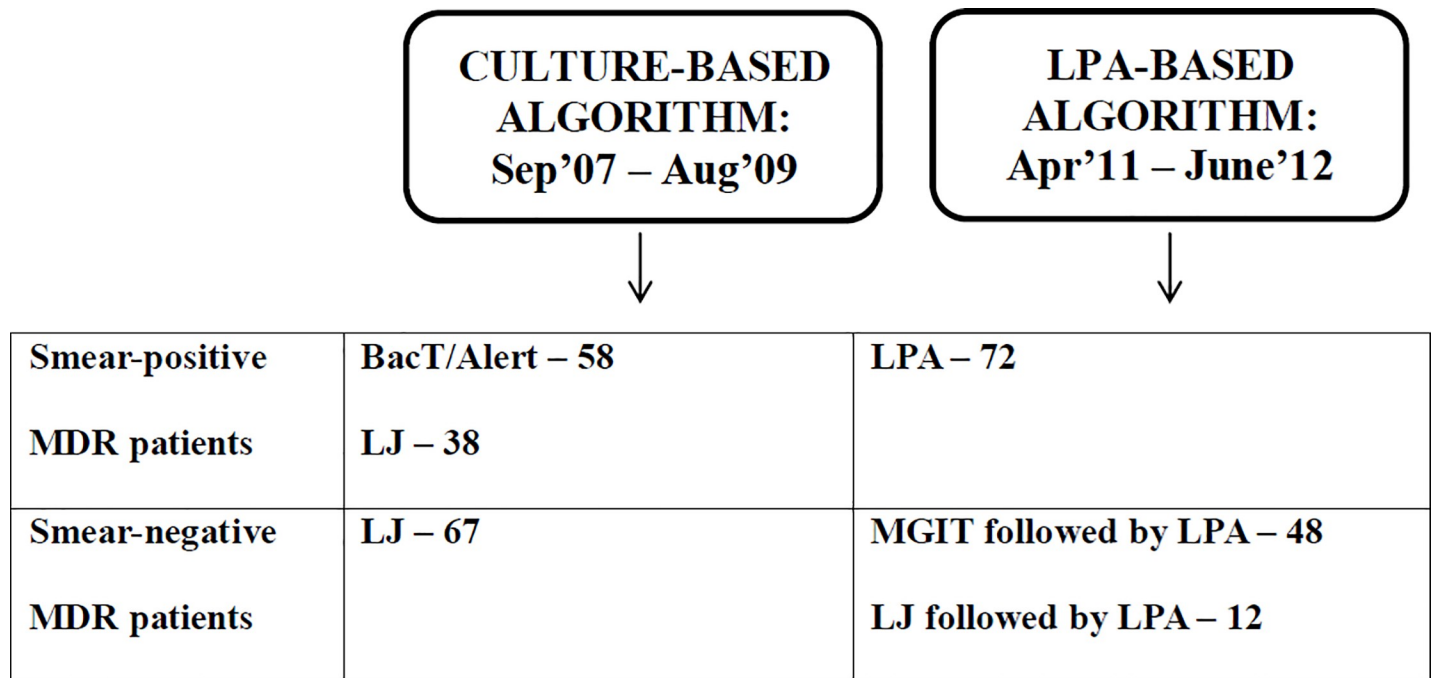 CULTURE-BASED
ALGORITHM:
Sep’07 – Aug’09
LPA-BASED
ALGORITHM:
Apr’11 – June’12
Smear-positive
MDR patients
BacT/Alert – 58
LJ – 38
LPA – 72
Smear-negative
MDR patients
LJ – 67
MGIT followed by LPA – 48
LJ followed by LPA – 12